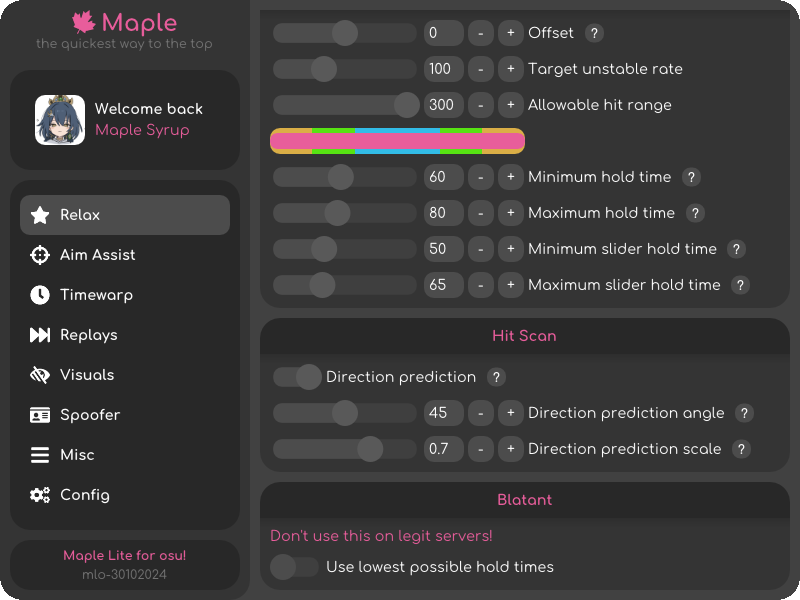 Maple
the quickest way to the top
Welcome back
Maple Syrup
Relax
Aim Assist
Timewarp
Replays
Visuals
Spoofer
Misc
Config
Maple Lite for osu!
mlo-30102024
0 - + Offset ?
100 - + Target unstable rate
300 - + Allowable hit range
60 - + Minimum hold time ?
80 - + Maximum hold time ?
50 - + Minimum slider hold time ?
65 - + Maximum slider hold time ?
Hit Scan
Direction prediction ?
45 - + Direction prediction angle ?
0.7 - + Direction prediction scale ?
Blatant
Don't use this on legit servers!
Use lowest possible hold times